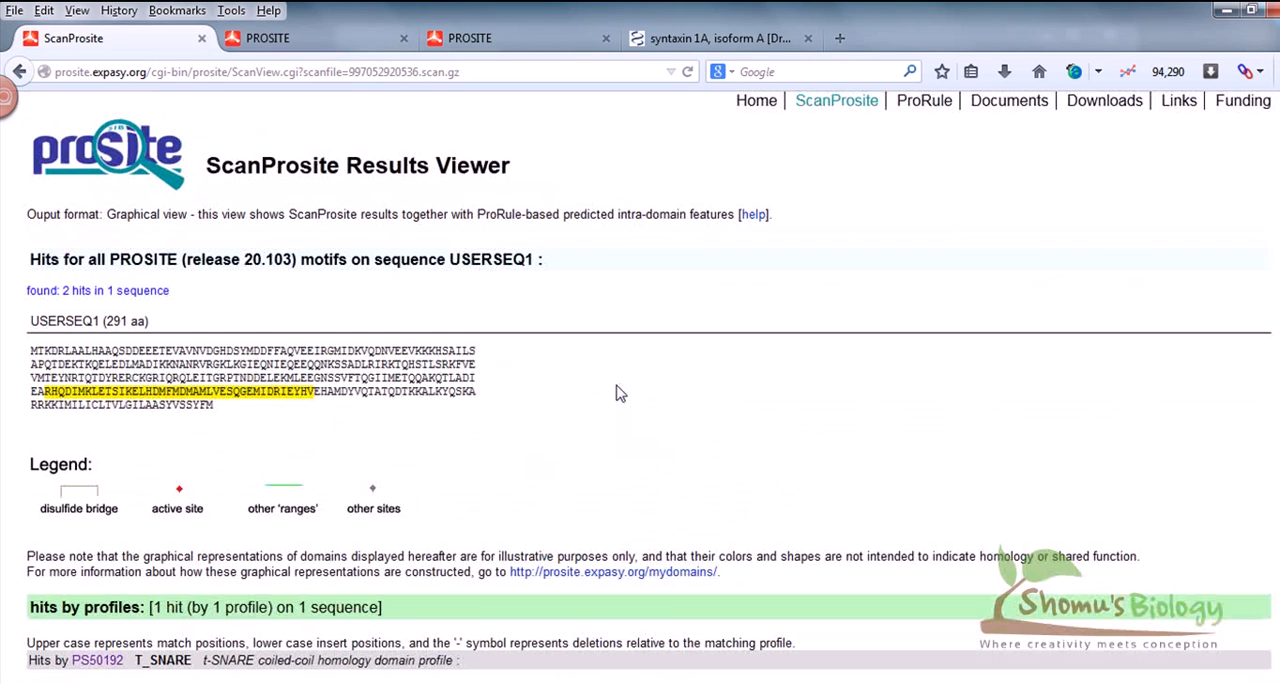 File Edit View History Bookmarks Tools Help
ScanProsite PROSITE PROSITE syntaxin 1A, isoform A [Dr...
prosite.expasy.org/cgi-bin/prosite/ScanView.cgi?scanfile=997052920536.scan.gz Google 94,290
Home | ScanProsite | ProRule | Documents | Downloads | Links | Funding
prosite
ScanProsite Results Viewer
Ouput format: Graphical view - this view shows ScanProsite results together with ProRule-based predicted intra-domain features [help].
Hits for all PROSITE (release 20.103) motifs on sequence USERSEQ1 :
found: 2 hits in 1 sequence
USERSEQ1 (291 aa)
MTKDRLAALHAAQSDDEEETEVAVNVDGHDSYMDDFFAQVEEIRGMIDKVQDNVEEVKKKHSAILS
APQTDEKTKQELEDLMADIKKNANRVRGKLKGIEQNIEQEEQQNKSSADLRIRKTQHSTLSRKFVE
VMTEYNRTQTDYRERCKGRIQRQLEITGRPTNDDELEKMLEEGNSSVFTQGIIMETQQAKQTLADI
EARHQDIMKLETSIKELHDMFMDMAMLVESQGEMIDRIEYHVEHAMDYVQTATQDTKKALKYQSKA
RRKKIMILICLTVLGILAASYVSSYFM
Legend:
disulfide bridge active site other 'ranges' other sites
Please note that the graphical representations of domains displayed hereafter are for illustrative purposes only, and that their colors and shapes are not intended to indicate homology or shared function.
For more information about how these graphical representations are constructed, go to http://prosite.expasy.org/mydomains/.
hits by profiles: [1 hit (by 1 profile) on 1 sequence]
Shomu's Biology
Where creativity meets conception
Upper case represents match positions, lower case insert positions, and the '-' symbol represents deletions relative to the matching profile.
Hits by PS50192 T_SNARE t-SNARE coiled-coil homology domain profile :